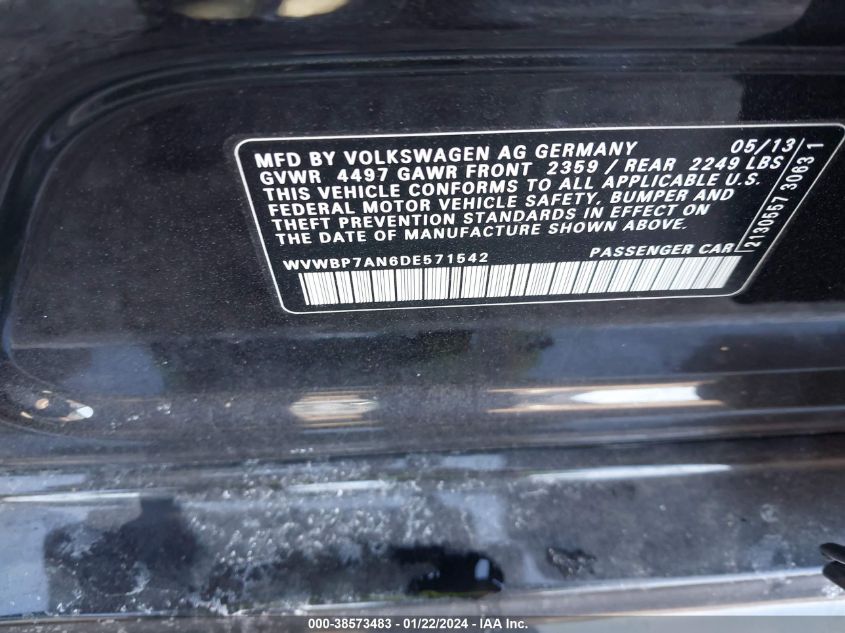 MFD BY VOLKSWAGEN AG GERMANY 05/13
GVWR 4497 GAWR FRONT 2359 / REAR 2249 LBS
THIS VEHICLE CONFORMS TO ALL APPLICABLE U.S.
FEDERAL MOTOR VEHICLE SAFETY, BUMPER AND
THEFT PREVENTION STANDARDS IN EFFECT ON
THE DATE OF MANUFACTURE SHOWN ABOVE.
WVWBP7AN6DE571542 PASSENGER CAR
2130557 3063 1
000-38573483 - 01/22/2024 - IAA Inc.